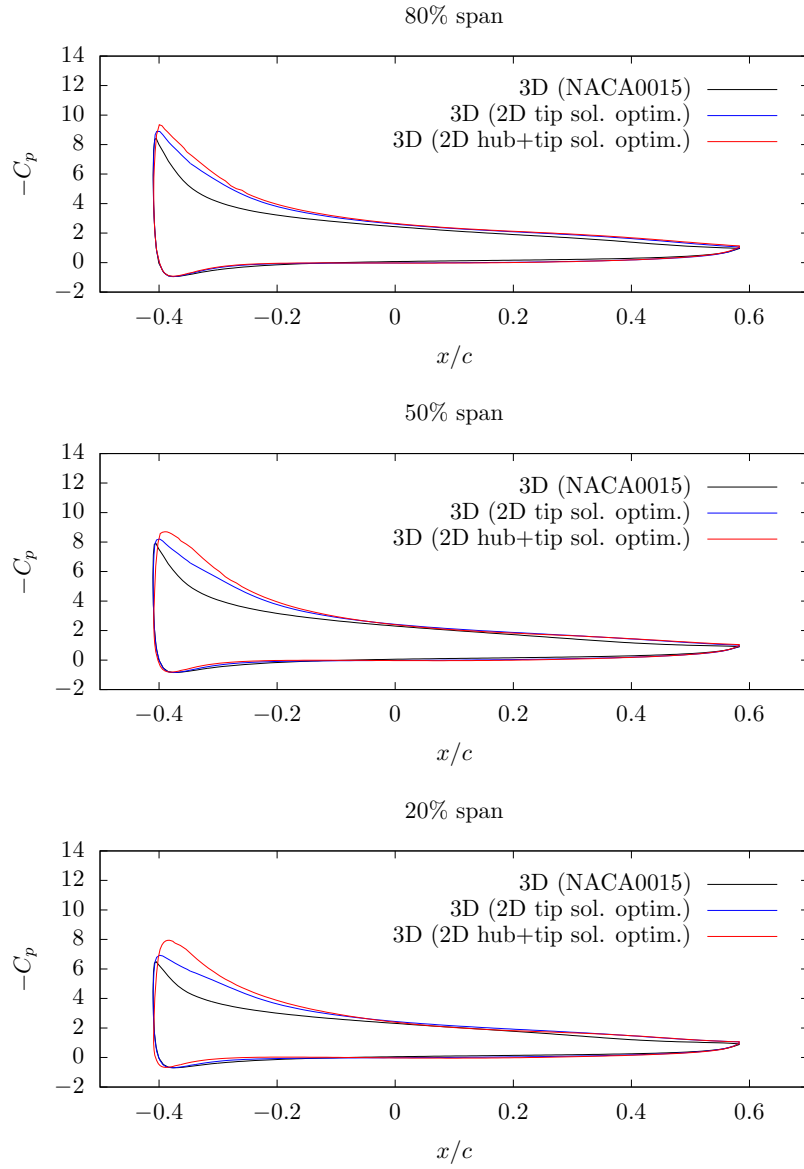 80% span
14
12
10
8
6
4
2
0
−2
−C_p
3D (NACA0015)
3D (2D tip sol. optim.)
3D (2D hub+tip sol. optim.)
−0.4 −0.2 0 0.2 0.4 0.6
x/c
50% span
14
12
10
8
6
4
2
0
−2
−C_p
3D (NACA0015)
3D (2D tip sol. optim.)
3D (2D hub+tip sol. optim.)
−0.4 −0.2 0 0.2 0.4 0.6
x/c
20% span
14
12
10
8
6
4
2
0
−2
−C_p
3D (NACA0015)
3D (2D tip sol. optim.)
3D (2D hub+tip sol. optim.)
−0.4 −0.2 0 0.2 0.4 0.6
x/c